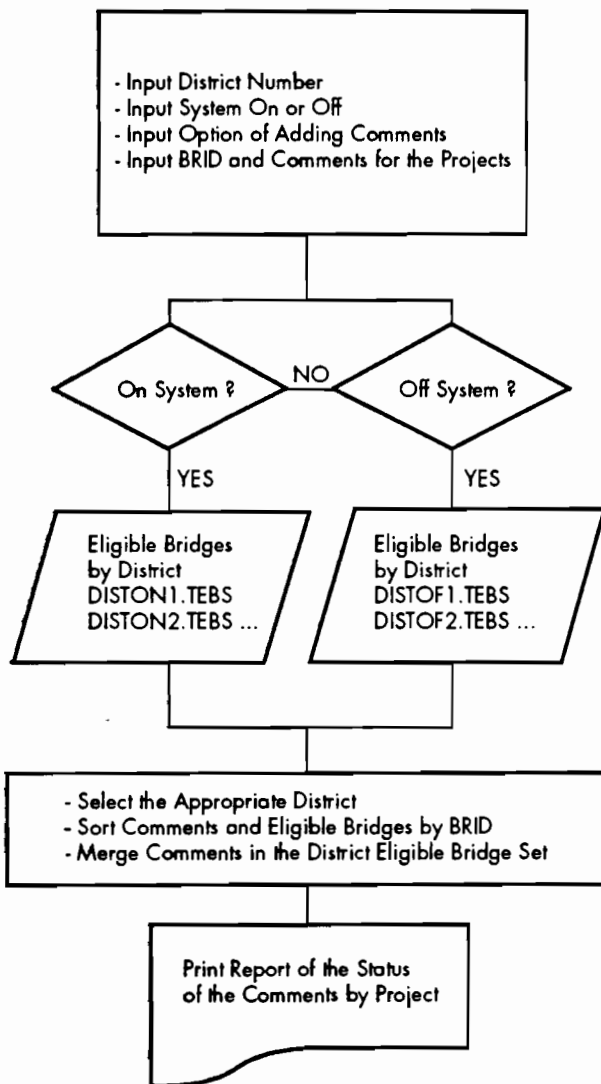 - Input District Number
- Input System On or Off
- Input Option of Adding Comments
- Input BRID and Comments for the Projects
On System ?
NO
Off System ?
YES
YES
Eligible Bridges
by District
DISTON1.TEBS
DISTON2.TEBS ...
Eligible Bridges
by District
DISTOF1.TEBS
DISTOF2.TEBS ...
- Select the Appropriate District
- Sort Comments and Eligible Bridges by BRID
- Merge Comments in the District Eligible Bridge Set
Print Report of the Status
of the Comments by Project